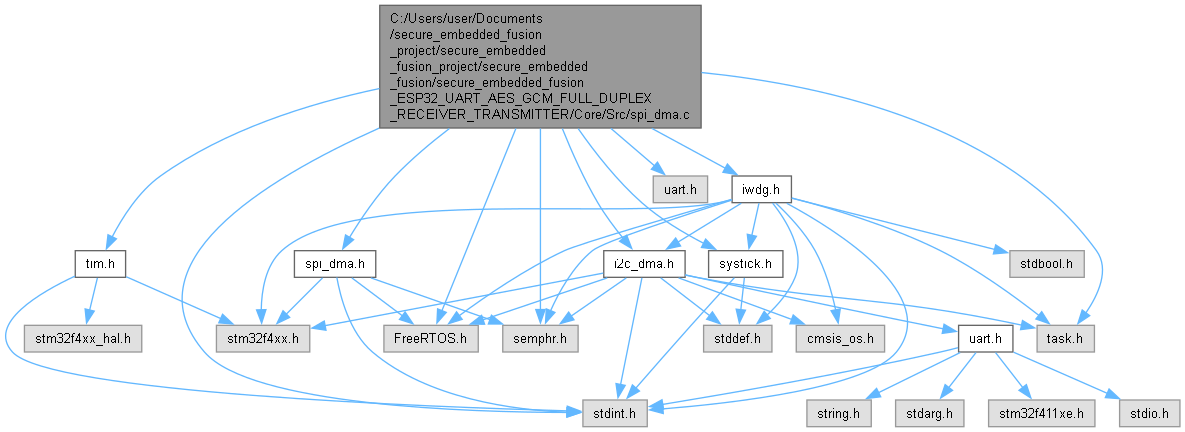 C:/Users/user/Documents
/secure_embedded_fusion
_project/secure_embedded
_fusion_project/secure_embedded
_fusion/secure_embedded_fusion
_ESP32_UART_AES_GCM_FULL_DUPLEX
_RECEIVER_TRANSMITTER/Core/Src/spi_dma.c
uart.h
iwdg.h
tim.h
spi_dma.h
i2c_dma.h
systick.h
stdbool.h
stm32f4xx_hal.h
stm32f4xx.h
FreeRTOS.h
semphr.h
stddef.h
cmsis_os.h
uart.h
task.h
stdint.h
string.h
stdarg.h
stm32f411xe.h
stdio.h